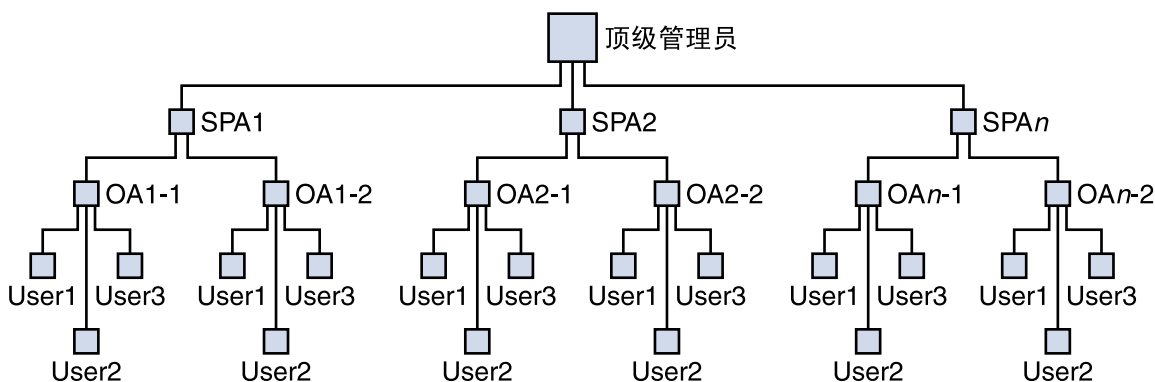 顶级管理员
SPA1 SPA2 SPAn
OA1-1 OA1-2 OA2-1 OA2-2 OAn-1 OAn-2
User1 User3 User1 User3 User1 User3 User1 User3 User1 User3 User1 User3
User2 User2 User2 User2 User2 User2